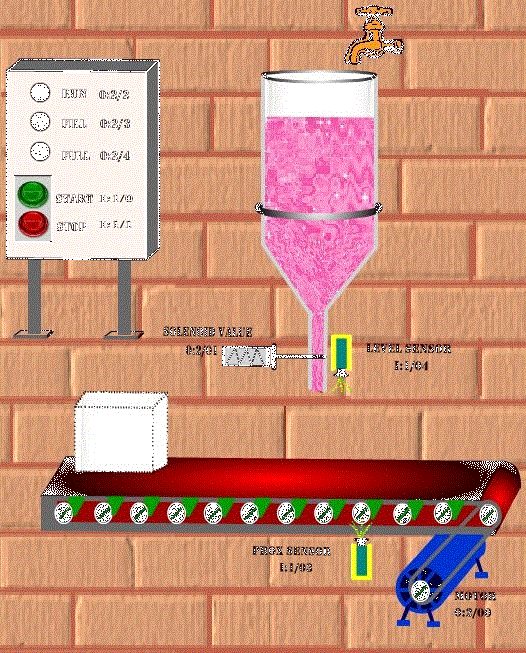 RUN O:2/2
FILL O:2/3
FULL O:2/4
START I:1/0
STOP I:1/1
SOLENOID VALVE
O:2/01
LEVEL SENSOR
I:1/04
PROX SENSOR
I:1/03
MOTOR
O:2/00